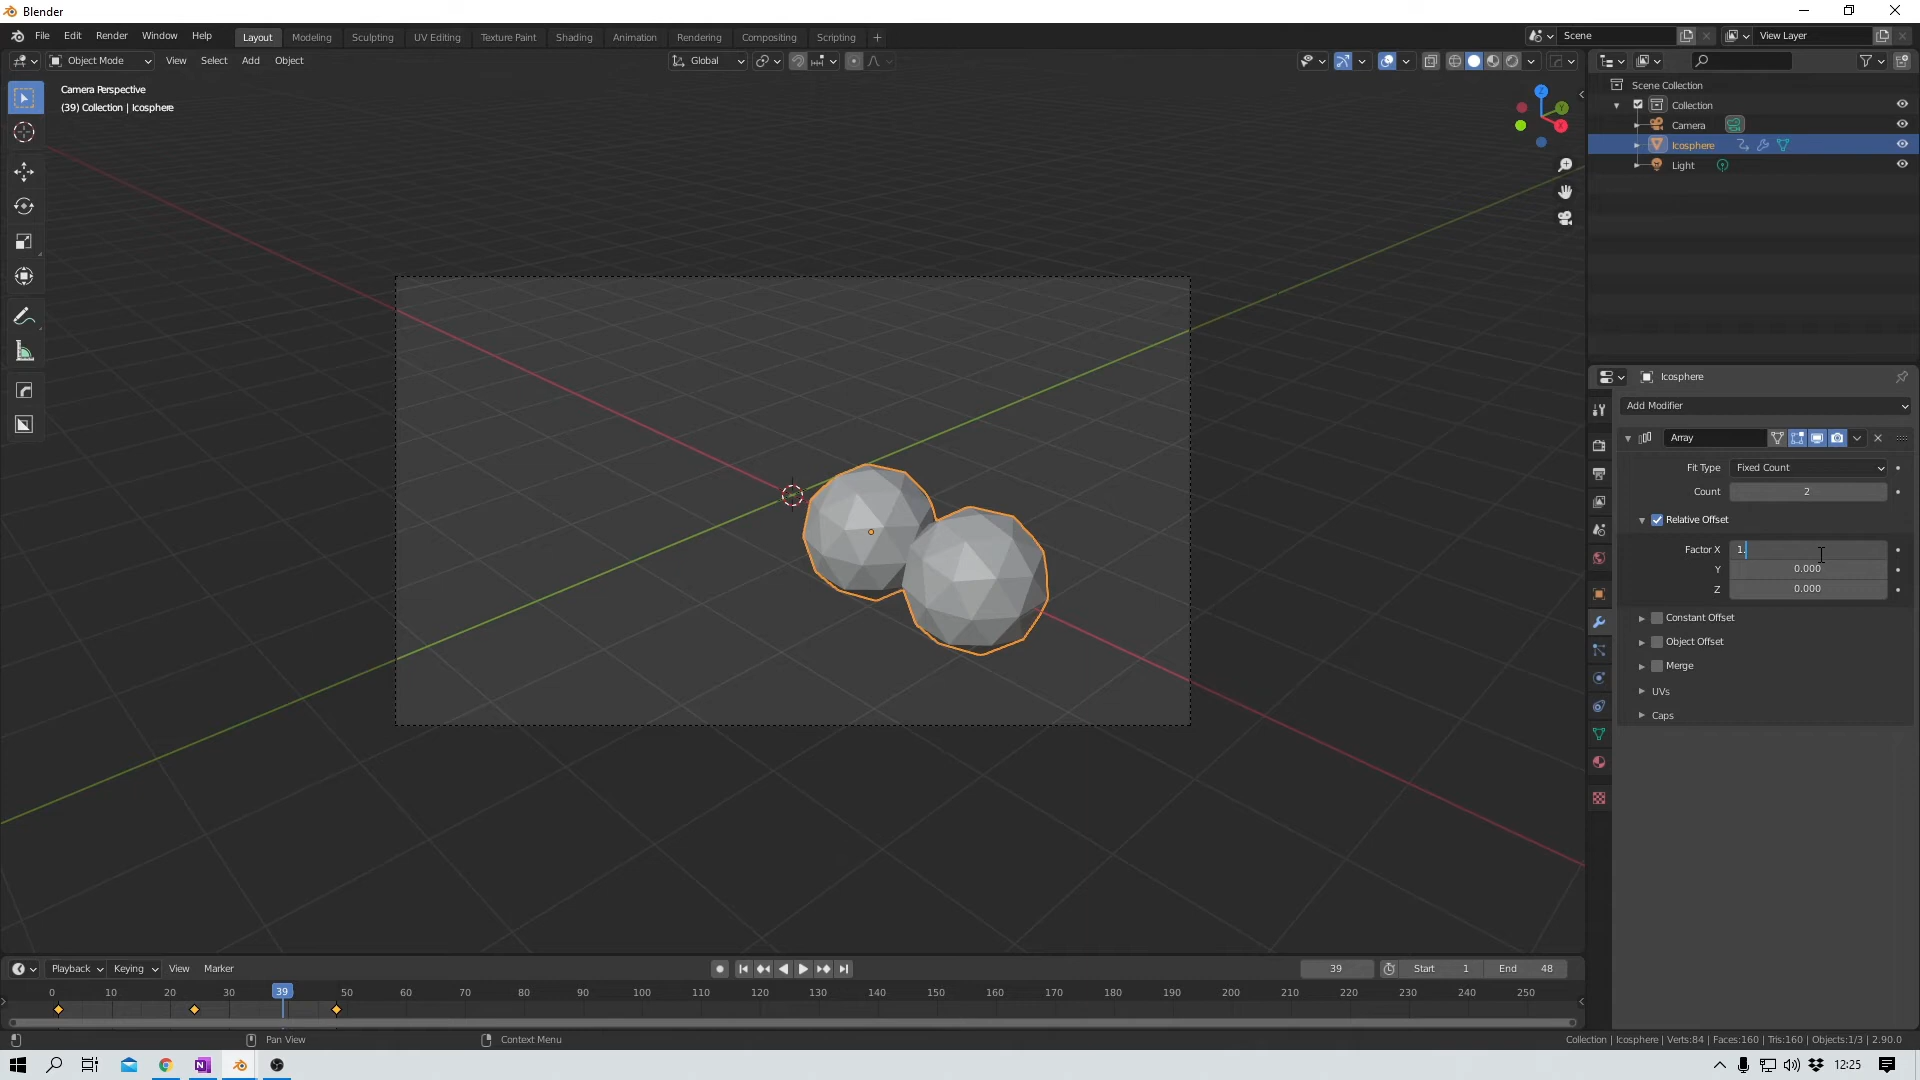 Blender
File Edit Render Window Help
Layout Modeling Sculpting UV Editing Texture Paint Shading Animation Rendering Compositing Scripting +
Scene
View Layer
Object Mode View Select Add Object
Global
Camera Perspective
(39) Collection | Icosphere
Z
Y
X
Scene Collection
Collection
Camera
Icosphere
Light
Icosphere
Add Modifier
Array
Fit Type Fixed Count
Count 2
Relative Offset
Factor X 1.
Y 0.000
Z 0.000
Constant Offset
Object Offset
Merge
UVs
Caps
Playback Keying View Marker
39 Start 1 End 48
0 10 20 30 39 50 60 70 80 90 100 110 120 130 140 150 160 170 180 190 200 210 220 230 240 250
Pan View Context Menu
Collection | Icosphere | Verts:84 | Faces:160 | Tris:160 | Objects:1/3 | 2.90.0
12:25